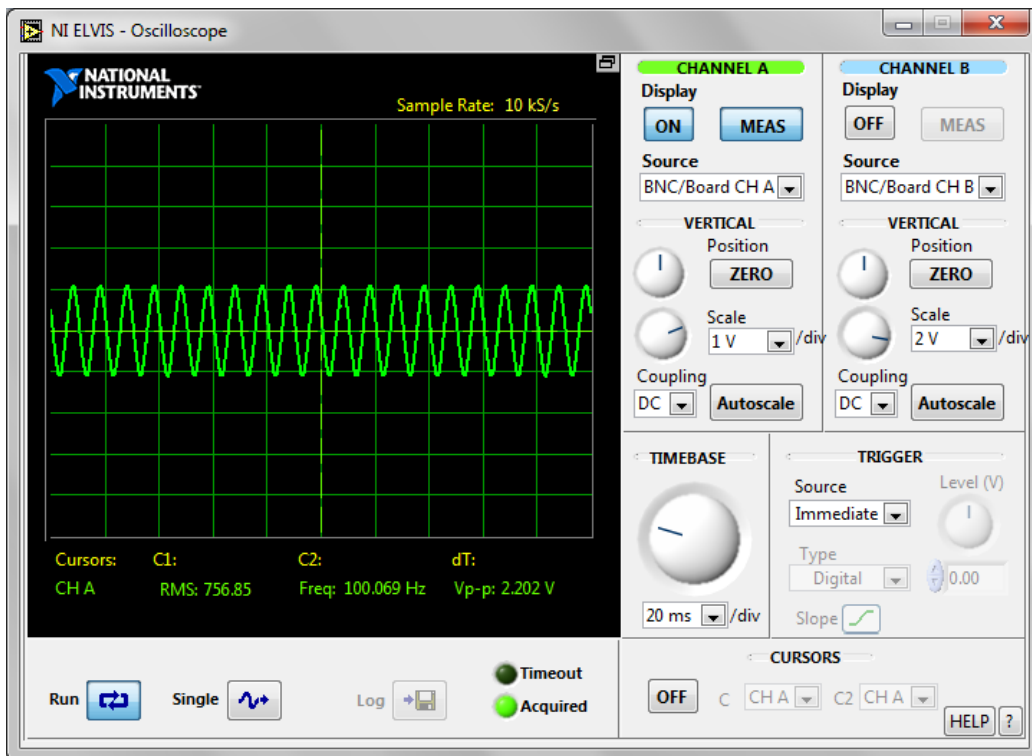 NI ELVIS - Oscilloscope
NATIONAL
INSTRUMENTS™
Sample Rate: 10 kS/s
Cursors: C1: C2: dT:
CH A RMS: 756.85 Freq: 100.069 Hz Vp-p: 2.202 V
CHANNEL A
Display
ON MEAS
Source
BNC/Board CH A
VERTICAL
Position
ZERO
Scale
1 V /div
Coupling
DC Autoscale
CHANNEL B
Display
OFF MEAS
Source
BNC/Board CH B
VERTICAL
Position
ZERO
Scale
2 V /div
Coupling
DC Autoscale
TIMEBASE
20 ms /div
TRIGGER
Source Level (V)
Immediate
Type
Digital 0.00
Slope
Run Single Log
Timeout
Acquired
CURSORS
OFF C CH A C2 CH A
HELP ?